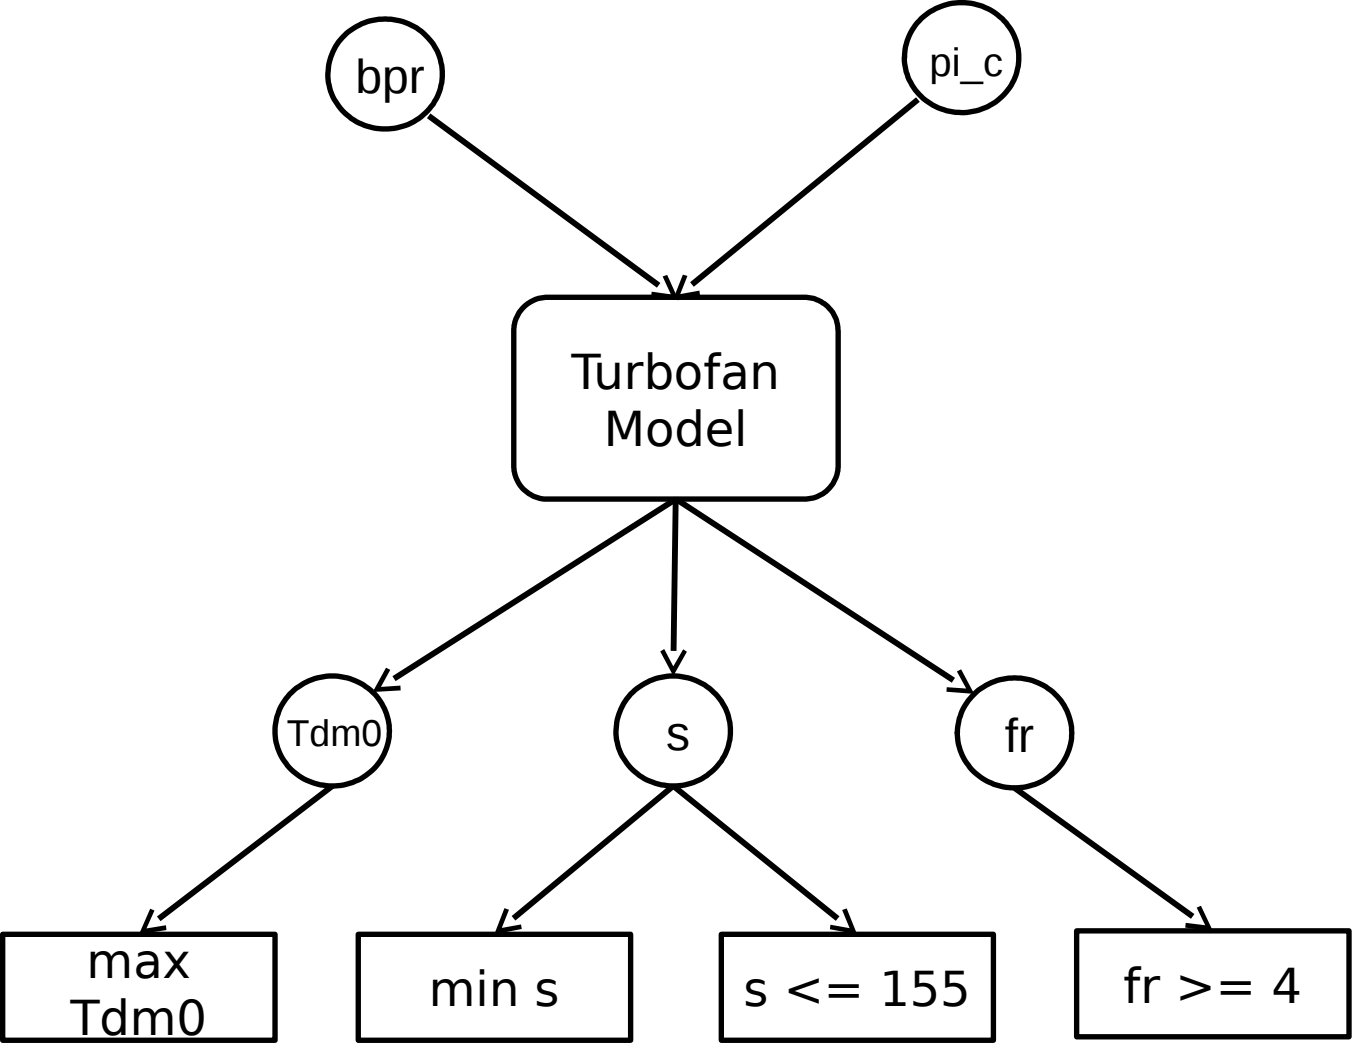 bpr
pi_c
Turbofan
Model
Tdm0
s
fr
max
Tdm0
min s
s <= 155
fr >= 4